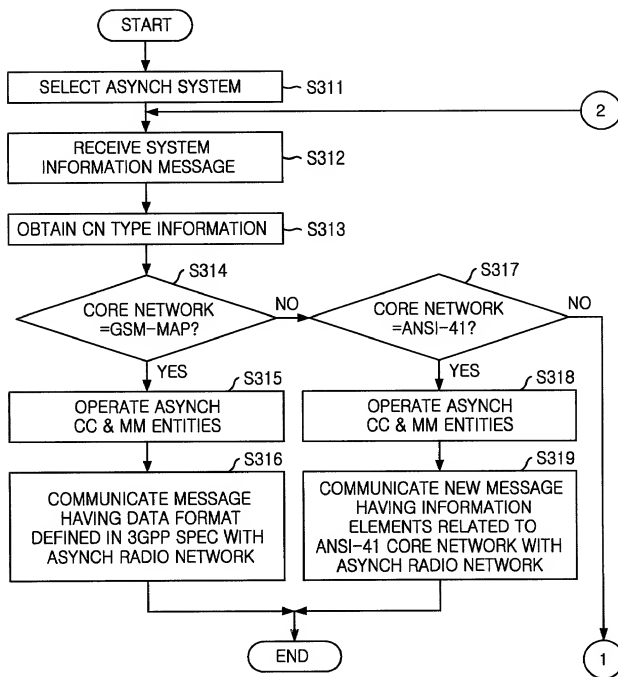 START
SELECT ASYNCH SYSTEM
S311
2
RECEIVE SYSTEM
INFORMATION MESSAGE
S312
OBTAIN CN TYPE INFORMATION
S313
S314
CORE NETWORK
=GSM-MAP?
NO
YES
S317
CORE NETWORK
=ANSI-41?
NO
YES
S315
OPERATE ASYNCH
CC & MM ENTITIES
S318
OPERATE ASYNCH
CC & MM ENTITIES
S316
COMMUNICATE MESSAGE
HAVING DATA FORMAT
DEFINED IN 3GPP SPEC WITH
ASYNCH RADIO NETWORK
S319
COMMUNICATE NEW MESSAGE
HAVING INFORMATION
ELEMENTS RELATED TO
ANSI-41 CORE NETWORK WITH
ASYNCH RADIO NETWORK
END
1